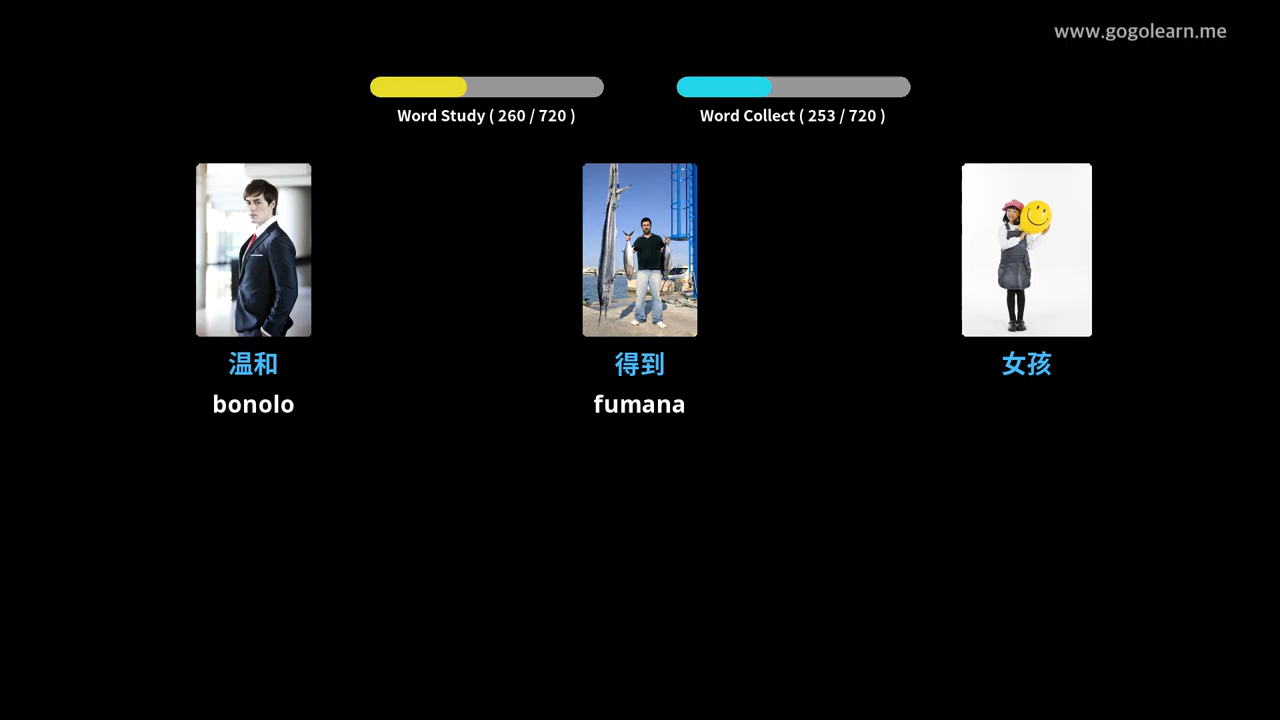 www.gogolearn.me
Word Study ( 260 / 720 )
Word Collect ( 253 / 720 )
温和
得到
女孩
bonolo
fumana